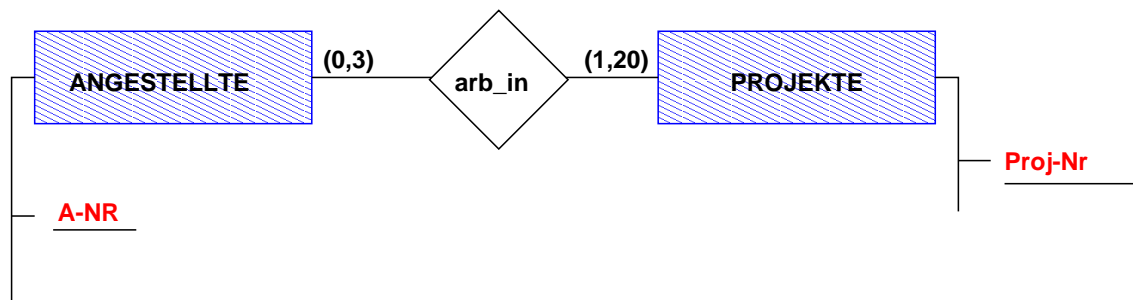 (0,3)
(1,20)
ANGESTELLTE
arb_in
PROJEKTE
Proj-Nr
A-NR